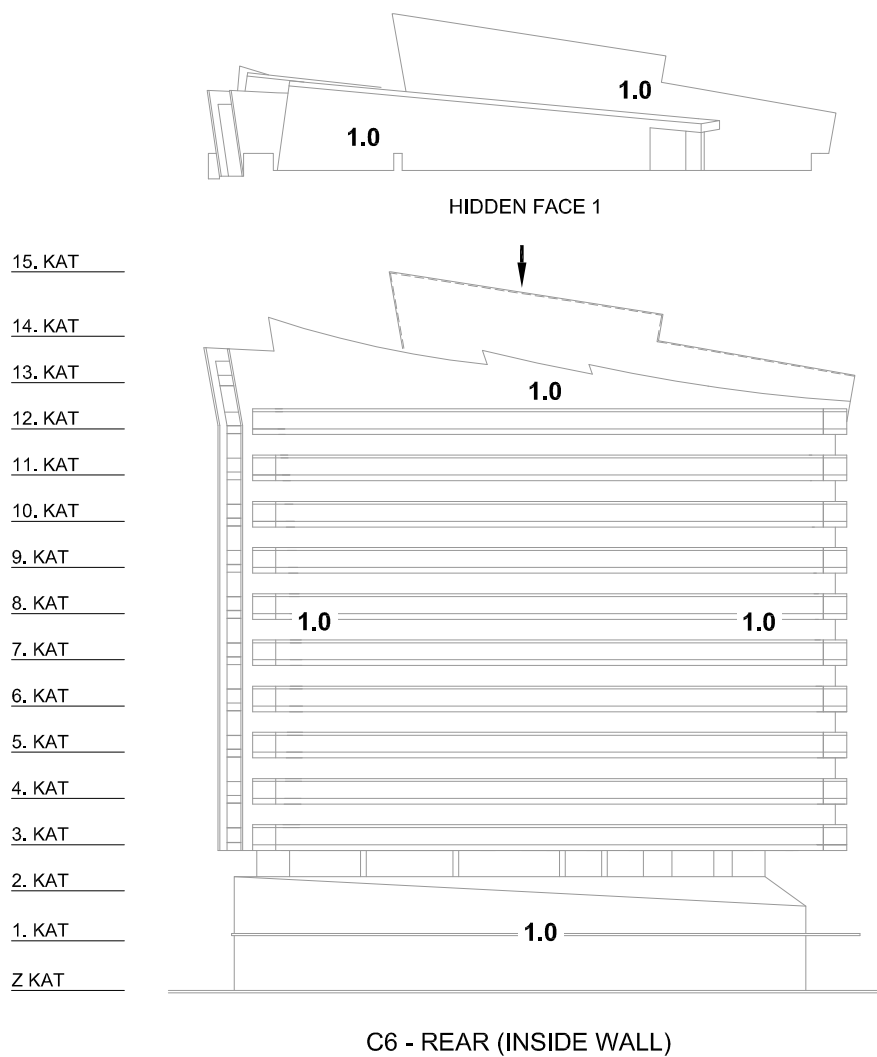 1.0
1.0
HIDDEN FACE 1
15. KAT
14. KAT
13. KAT
1.0
12. KAT
11. KAT
10. KAT
9. KAT
8. KAT
1.0
1.0
7. KAT
6. KAT
5. KAT
4. KAT
3. KAT
2. KAT
1. KAT
1.0
Z KAT
C6 - REAR (INSIDE WALL)